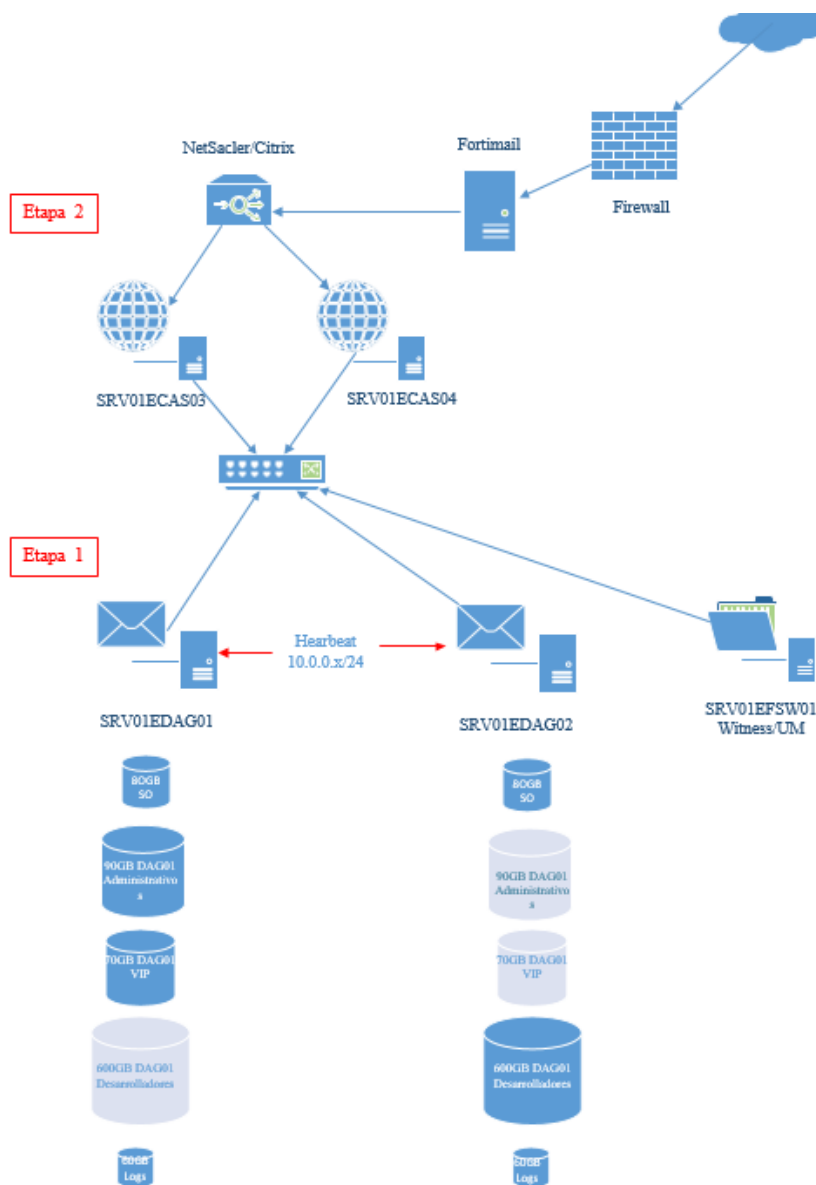 NetSacler/Citrix
Fortimail
Firewall
Etapa 2
SRV01ECAS03
SRV01ECAS04
Etapa 1
Hearbeat
10.0.0.x/24
SRV01EDAG01
SRV01EDAG02
SRV01EFSW01
Witness/UM
80GB
SO
80GB
SO
90GB DAG01
Administrativo
s
90GB DAG01
Administrativo
s
70GB DAG01
VIP
70GB DAG01
VIP
600GB DAG01
Desarrolladores
600GB DAG01
Desarrolladores
60GB
Logs
60GB
Logs